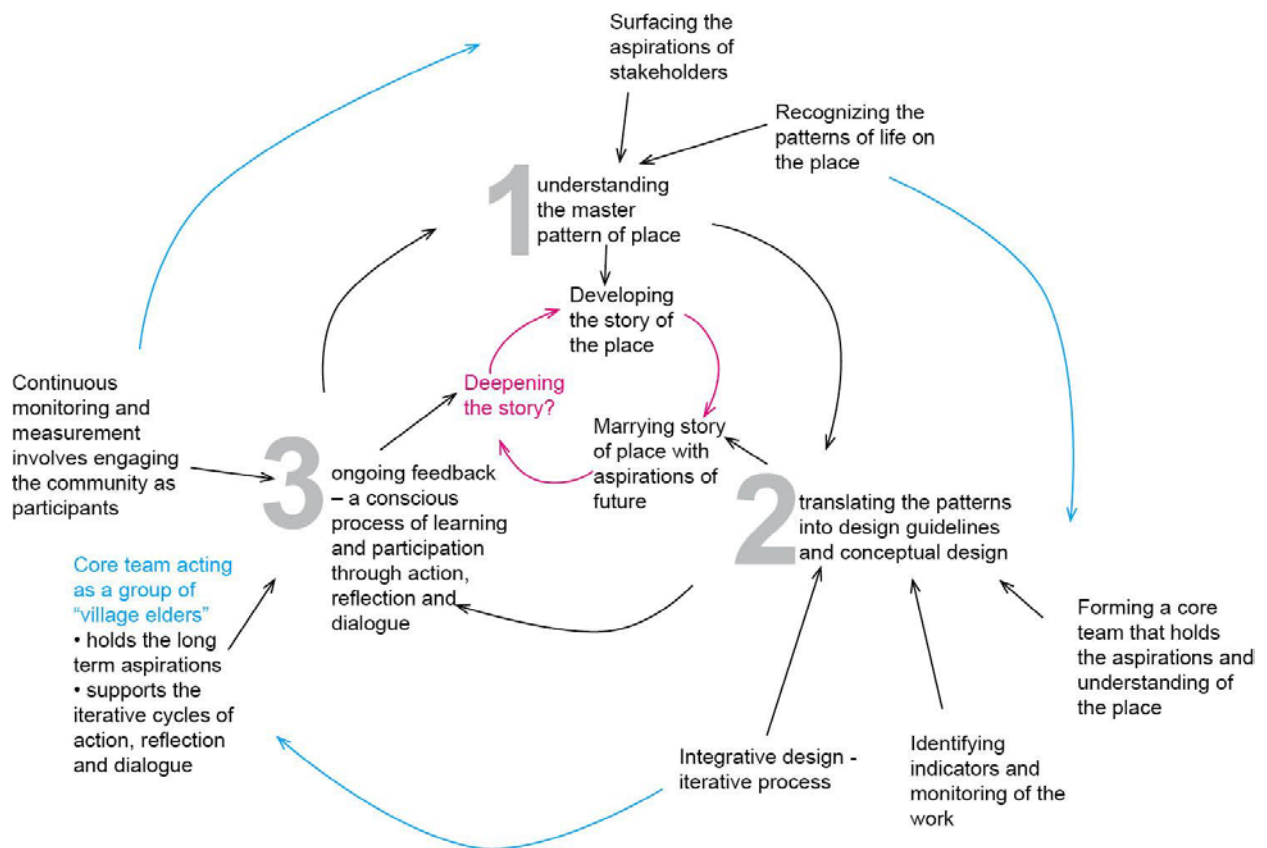 Surfacing the
aspirations of
stakeholders
Recognizing the
patterns of life on
the place
1
understanding
the master
pattern of place
Developing
the story of
the place
Deepening
the story?
Marrying story
of place with
aspirations of
future
Continuous
monitoring and
measurement
involves engaging
the community as
participants
3
ongoing feedback
– a conscious
process of learning
and participation
through action,
reflection and
dialogue
2
translating the patterns
into design guidelines
and conceptual design
Core team acting
as a group of
“village elders”
• holds the long
term aspirations
• supports the
iterative cycles of
action, reflection
and dialogue
Forming a core
team that holds
the aspirations and
understanding of
the place
Integrative design -
iterative process
Identifying
indicators and
monitoring of the
work